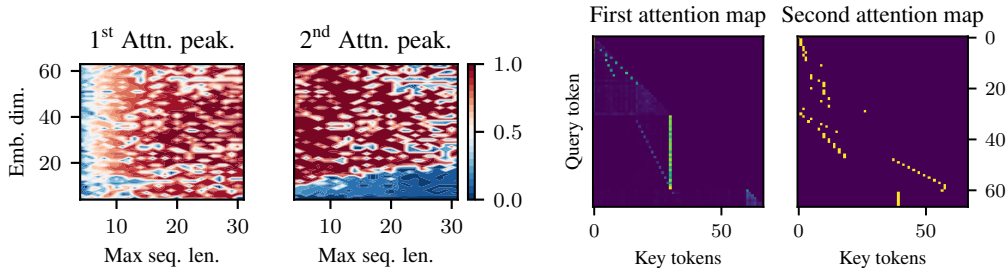 1st Attn. peak.
2nd Attn. peak.
Emb. dim.
60
40
20
10
20
30
Max seq. len.
10
20
30
Max seq. len.
1.0
0.5
0.0
First attention map
Second attention map
Query token
0
50
Key tokens
0
50
Key tokens
0
20
40
60